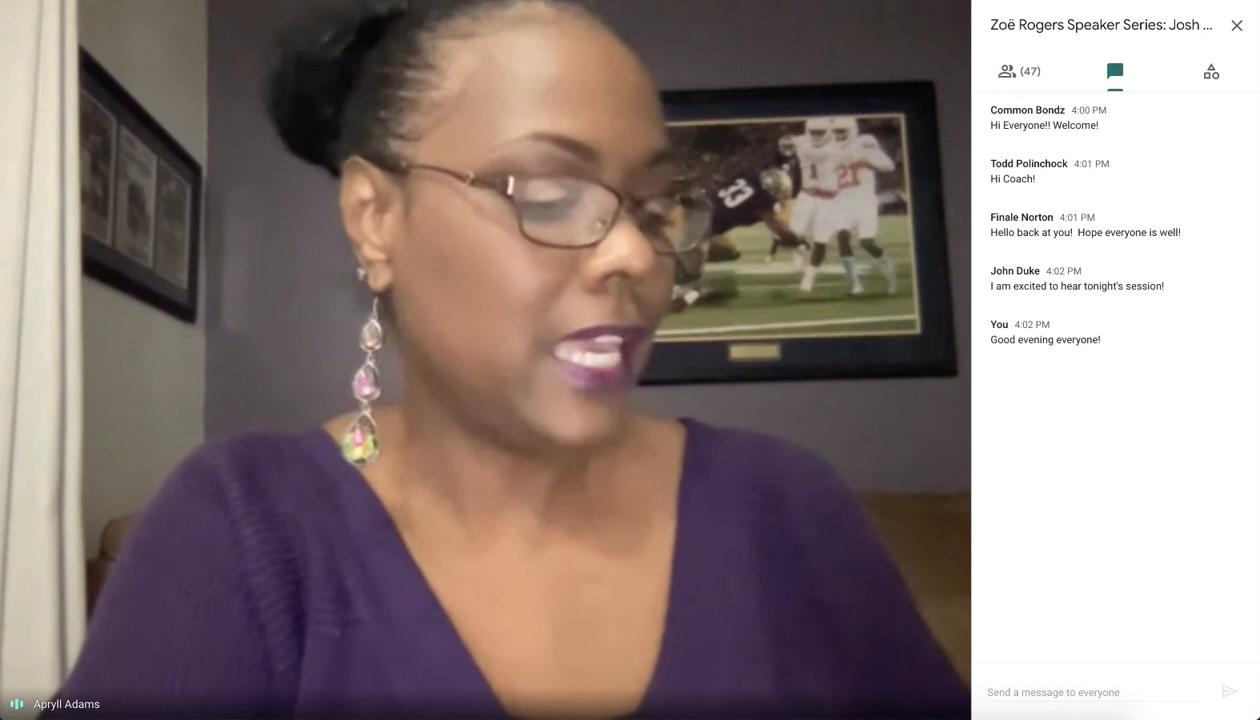 Zoë Rogers Speaker Series: Josh ...
(47)
Common Bondz 4:00 PM
Hi Everyone!! Welcome!
Todd Polinchock 4:01 PM
Hi Coach!
Finale Norton 4:01 PM
Hello back at you! Hope everyone is well!
John Duke 4:02 PM
I am excited to hear tonight's session!
You 4:02 PM
Good evening everyone!
Send a message to everyone
33
1
21
Apryll Adams